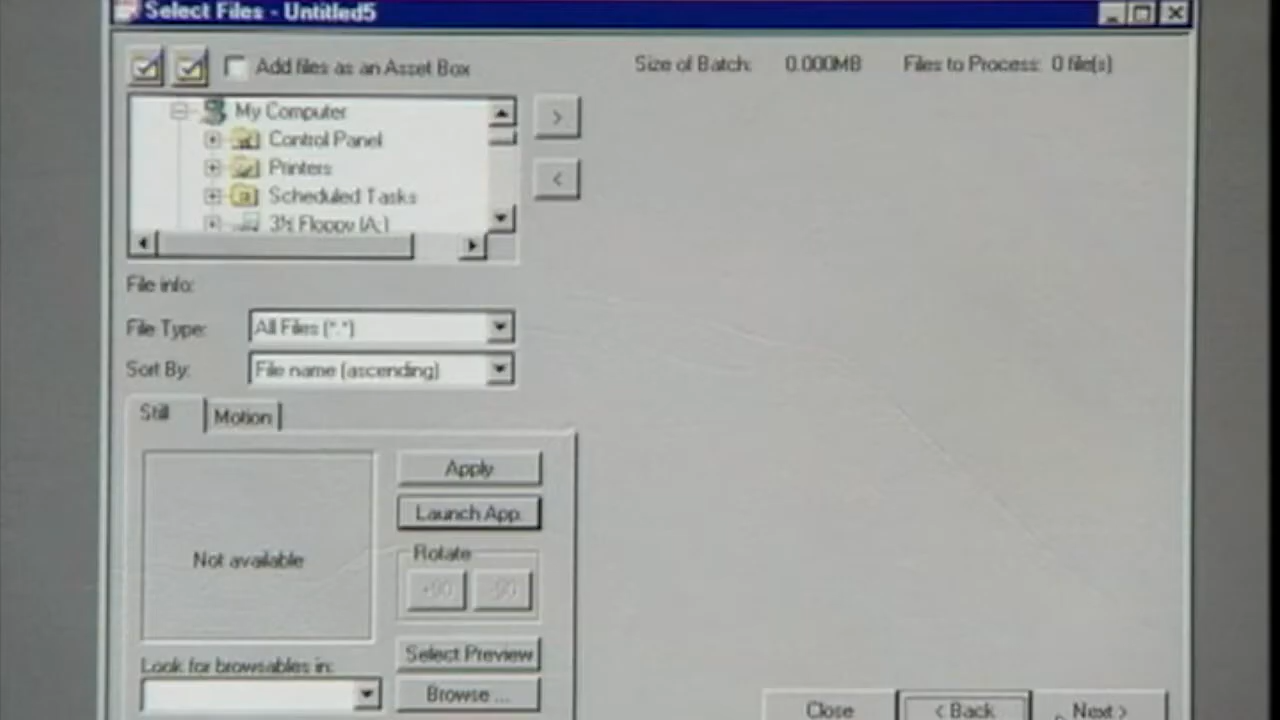 Select Files - Untitled5
Add files as an Asset Box
Size of Batch: 0.000MB Files to Process: 0 file(s)
My Computer
>
Control Panel
Printers
<
Scheduled Tasks
3½ Floppy (A:)
File info:
File Type: All Files (*.*)
Sort By: File name (ascending)
Still Motion
Apply
Launch App.
Not available
Rotate
+90 -90
Look for browsables in:
Select Preview
Browse ...
Close < Back Next >